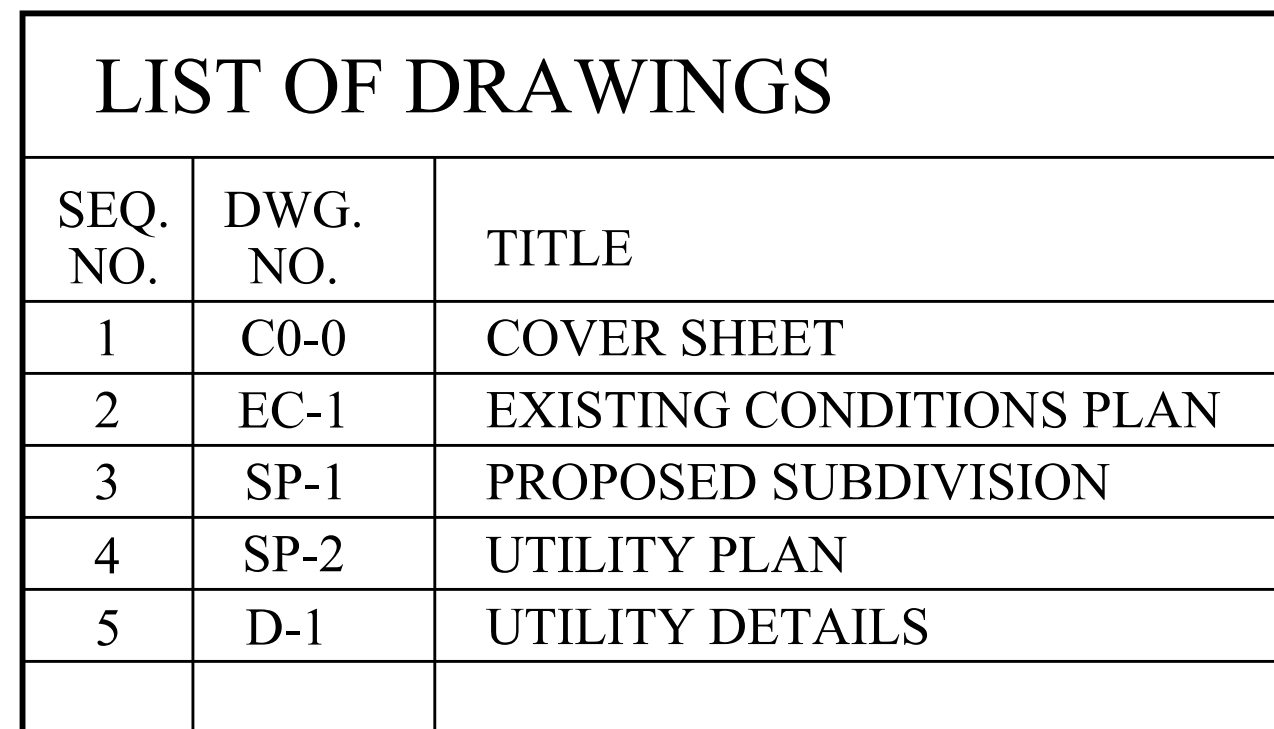 LIST OF DRAWINGS
SEQ. NO. DWG. NO. TITLE
1 C0-0 COVER SHEET
2 EC-1 EXISTING CONDITIONS PLAN
3 SP-1 PROPOSED SUBDIVISION
4 SP-2 UTILITY PLAN
5 D-1 UTILITY DETAILS